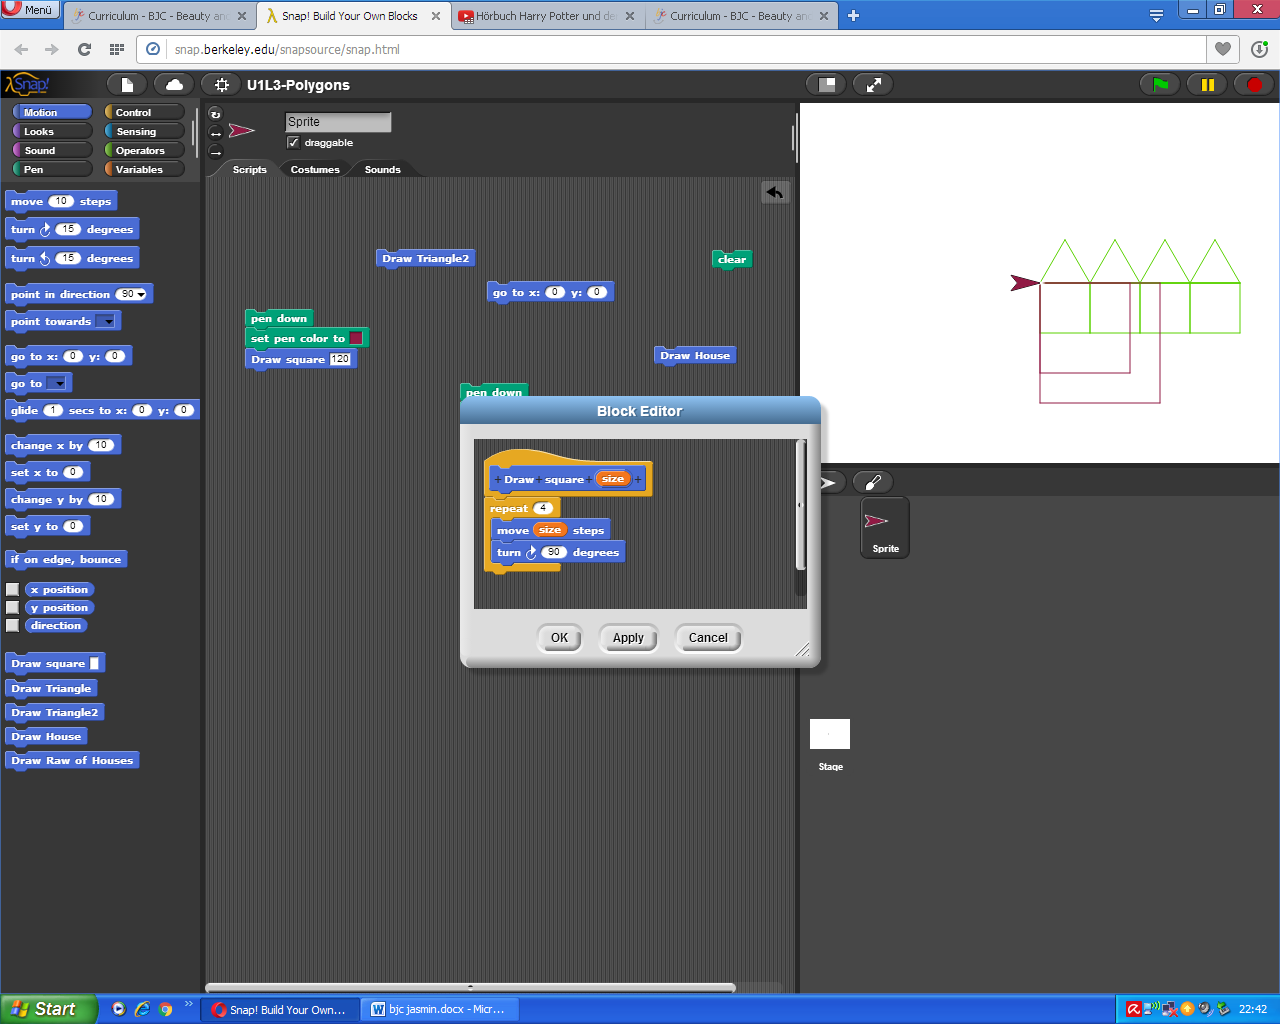 Menü
Curriculum - BJC - Beauty an
Snap! Build Your Own Blocks
Hörbuch Harry Potter und de
Curriculum - BJC - Beauty an
snap.berkeley.edu/snapsource/snap.html
Snap!
U1L3-Polygons
Motion
Control
Looks
Sensing
Sound
Operators
Pen
Variables
Sprite
draggable
Scripts
Costumes
Sounds
move 10 steps
turn 15 degrees
turn 15 degrees
point in direction 90
point towards
go to x: 0 y: 0
go to
glide 1 secs to x: 0 y: 0
change x by 10
set x to 0
change y by 10
set y to 0
if on edge, bounce
x position
y position
direction
Draw square
Draw Triangle
Draw Triangle2
Draw House
Draw Raw of Houses
Draw Triangle2
clear
go to x: 0 y: 0
pen down
set pen color to
Draw square 120
Draw House
pen down
Block Editor
+ Draw + square + size +
repeat 4
move size steps
turn 90 degrees
OK
Apply
Cancel
Sprite
Stage
Start
Snap! Build Your Own...
bjc jasmin.docx - Micr...
22:42